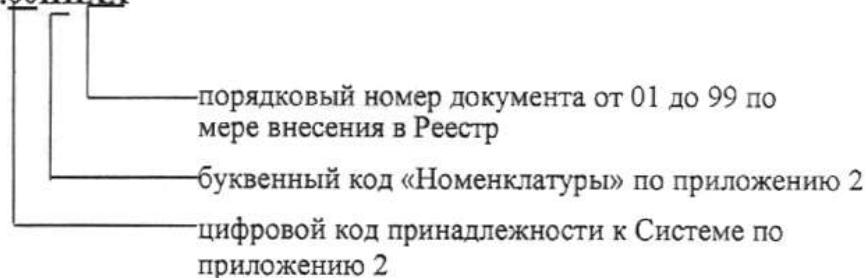 порядковый номер документа от 01 до 99 по
мере внесения в Реестр
буквенный код «Номенклатуры» по приложению 2
цифровой код принадлежности к Системе по
приложению 2